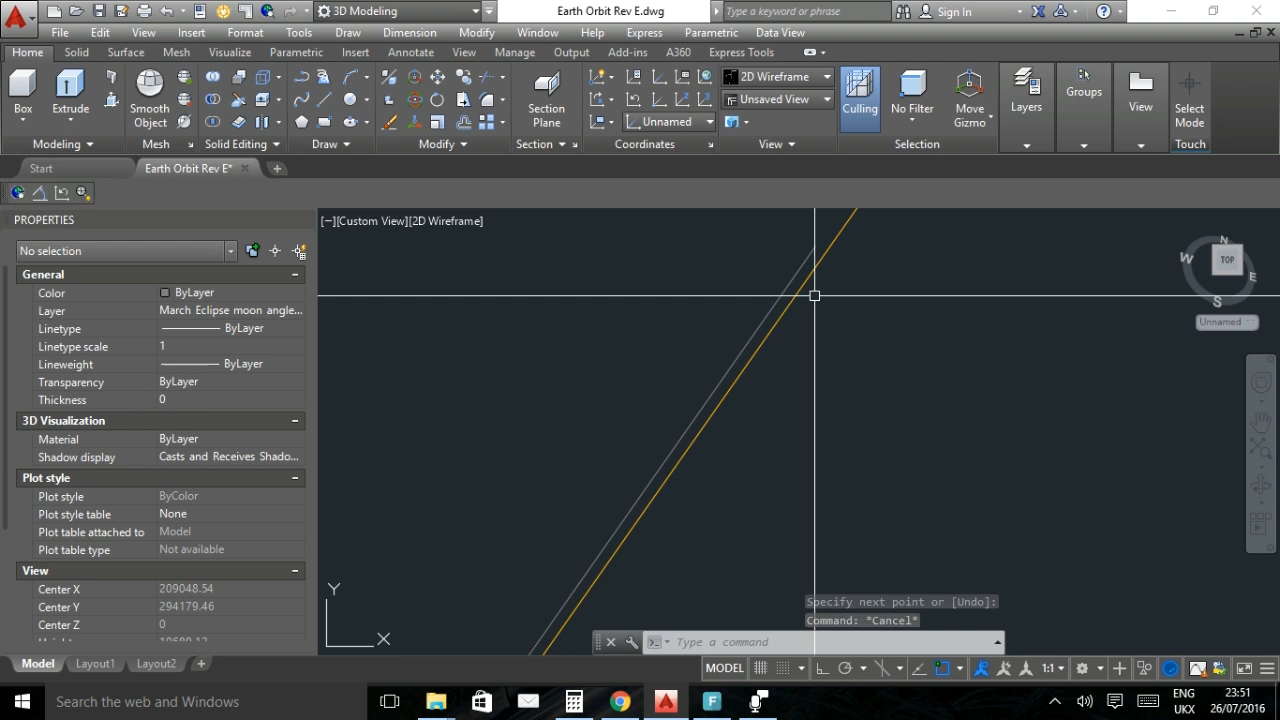 3D Modeling
Earth Orbit Rev E.dwg
Type a keyword or phrase
Sign In
File Edit View Insert Format Tools Draw Dimension Modify Window Help Express Parametric Data View
Home Solid Surface Mesh Visualize Parametric Insert Annotate View Manage Output Add-ins A360 Express Tools
2D Wireframe
Unsaved View
Unnamed
Box Extrude Smooth Object Section Plane Culling No Filter Move Gizmo Layers Groups View Select Mode
Modeling Mesh Solid Editing Draw Modify Section Coordinates View Selection Touch
Start Earth Orbit Rev E*
PROPERTIES
[−][Custom View][2D Wireframe]
No selection
General
Color ByLayer
Layer March Eclipse moon angle...
Linetype ByLayer
Linetype scale 1
Lineweight ByLayer
Transparency ByLayer
Thickness 0
3D Visualization
Material ByLayer
Shadow display Casts and Receives Shado...
Plot style
Plot style ByColor
Plot style table None
Plot table attached to Model
Plot table type Not available
View
Center X 209048.54
Center Y 294179.46
Center Z 0
N
W TOP E
S
Unnamed
Y
X
Specify next point or [Undo]:
Command: *Cancel*
Type a command
Model Layout1 Layout2
MODEL 1:1
Search the web and Windows
ENG 23:51
UKX 26/07/2016